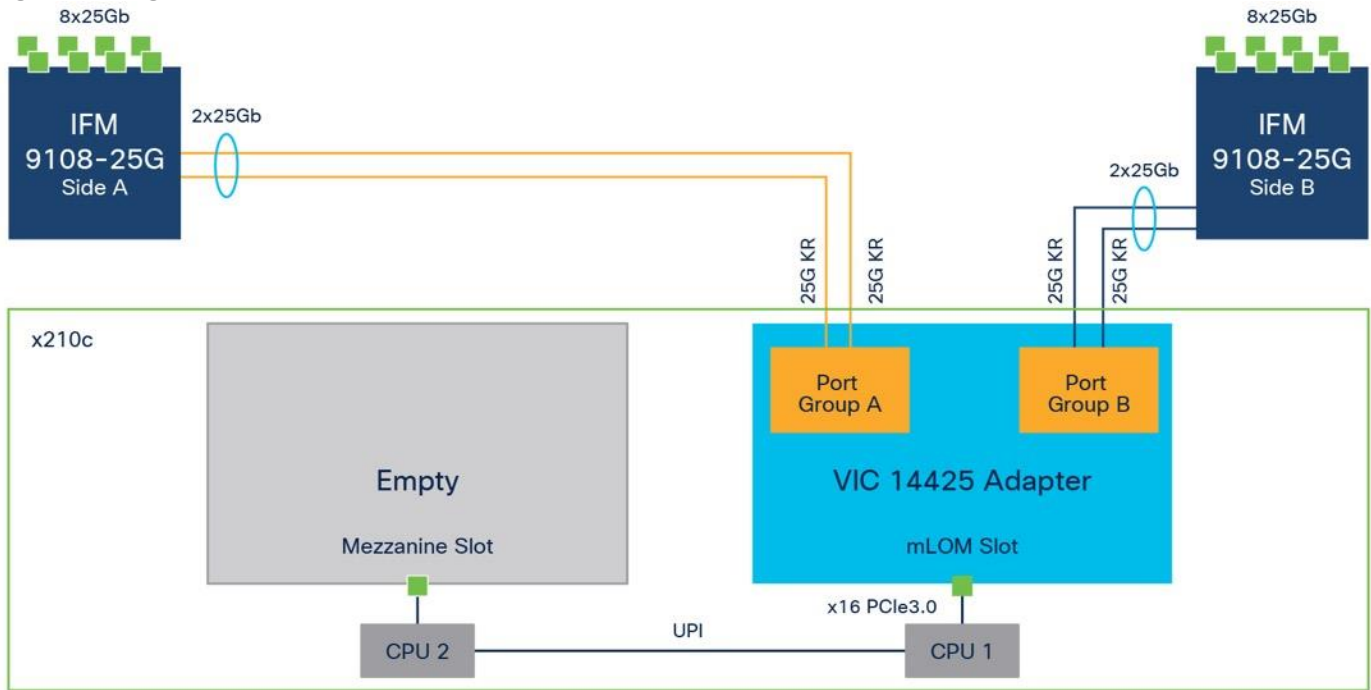 8x25Gb
8x25Gb
IFM
9108-25G
Side A
2x25Gb
IFM
9108-25G
Side B
2x25Gb
25G KR
25G KR
25G KR
25G KR
x210c
Port
Group A
Port
Group B
Empty
VIC 14425 Adapter
Mezzanine Slot
mLOM Slot
x16 PCIe3.0
UPI
CPU 2
CPU 1